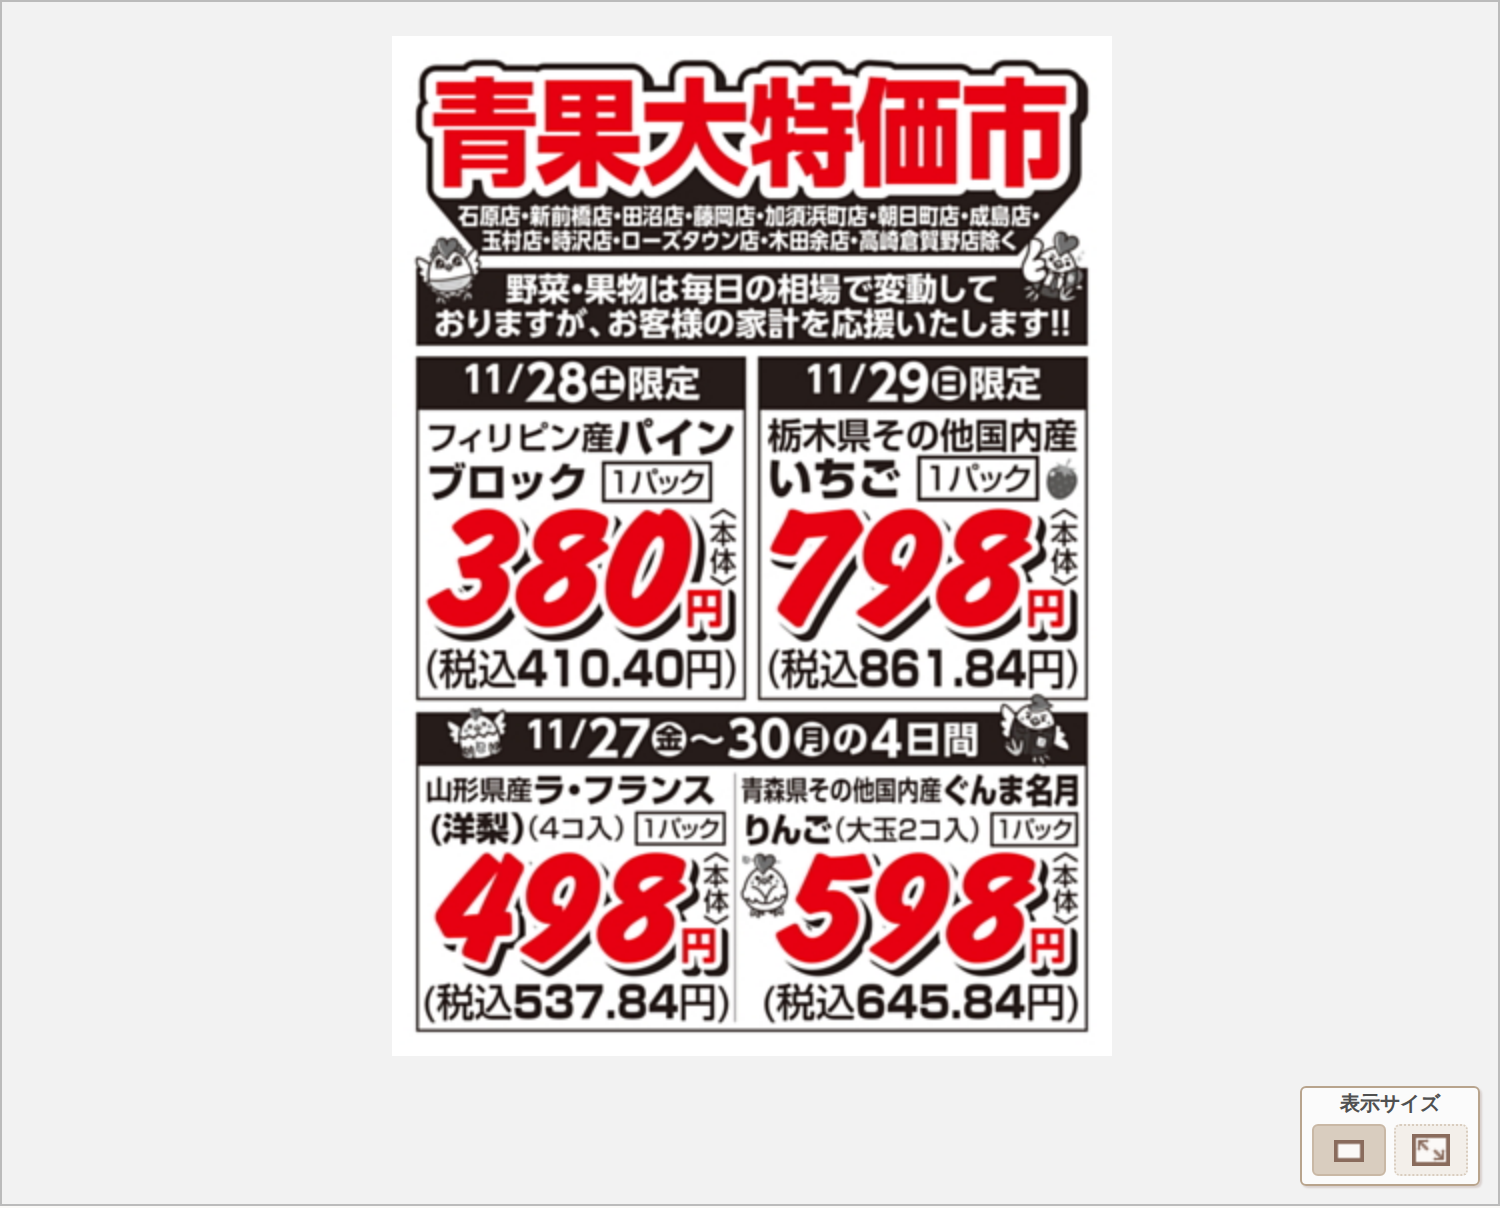 青果大特価市
石原店・新前橋店・田沼店・藤岡店・加須浜町店・朝日町店・成島店・
玉村店・時沢店・ローズタウン店・木田余店・高崎倉賀野店除く
野菜・果物は毎日の相場で変動して
おりますが、お客様の家計を応援いたします!!
11/28㊏限定
フィリピン産パイン
ブロック 1パック
380円〈本体〉
(税込410.40円)
11/29㊐限定
栃木県その他国内産
いちご 1パック
798円〈本体〉
(税込861.84円)
11/27㊎〜30㊊の4日間
山形県産ラ・フランス
(洋梨)(4コ入) 1パック
498円〈本体〉
(税込537.84円)
青森県その他国内産ぐんま名月
りんご(大玉2コ入) 1パック
598円〈本体〉
(税込645.84円)
表示サイズ